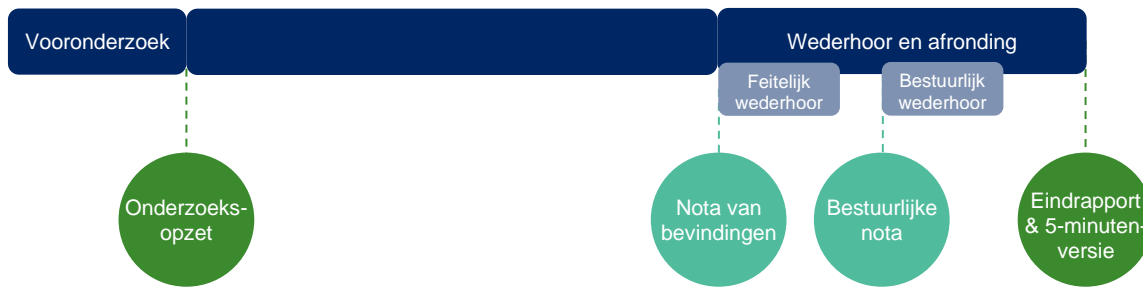 Vooronderzoek
Wederhoor en afronding
Feitelijk
wederhoor
Bestuurlijk
wederhoor
Onderzoeks-
opzet
Nota van
bevindingen
Bestuurlijke
nota
Eindrapport
& 5-minuten-
versie